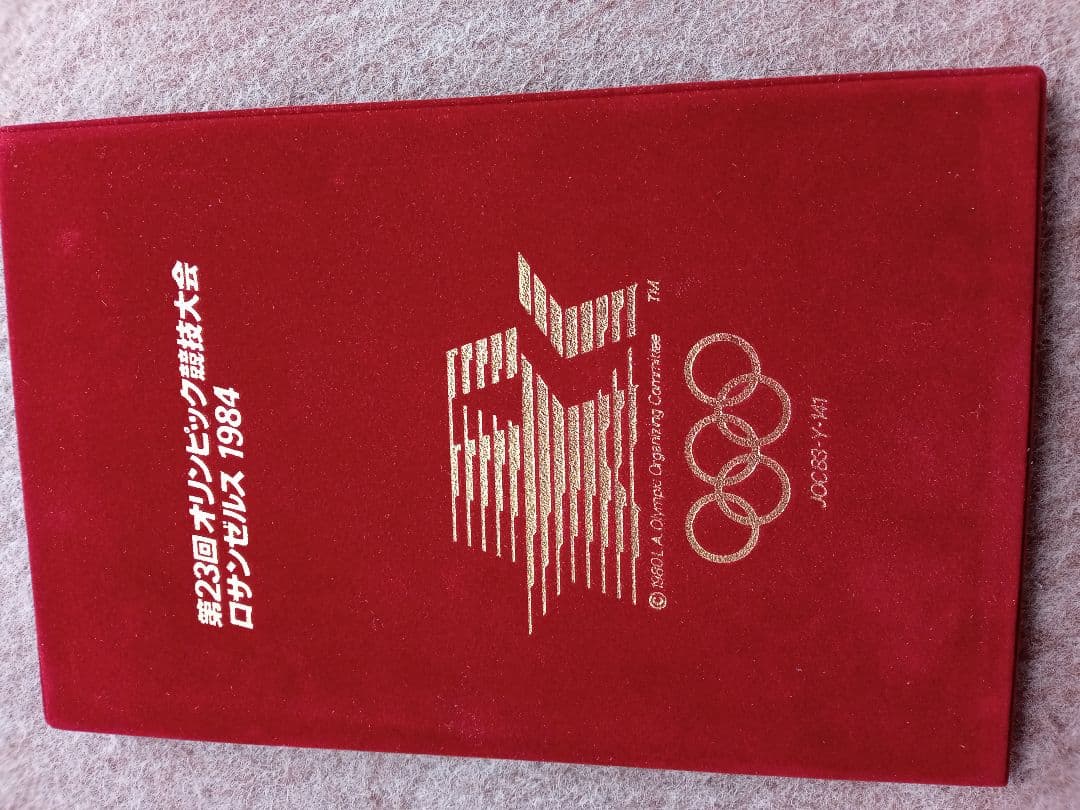 第23回 オリンピック競技大会
ロサンゼルス 1984
TM
© 1980 L.A. Olympic Organizing Committee
JOC83-Y-141